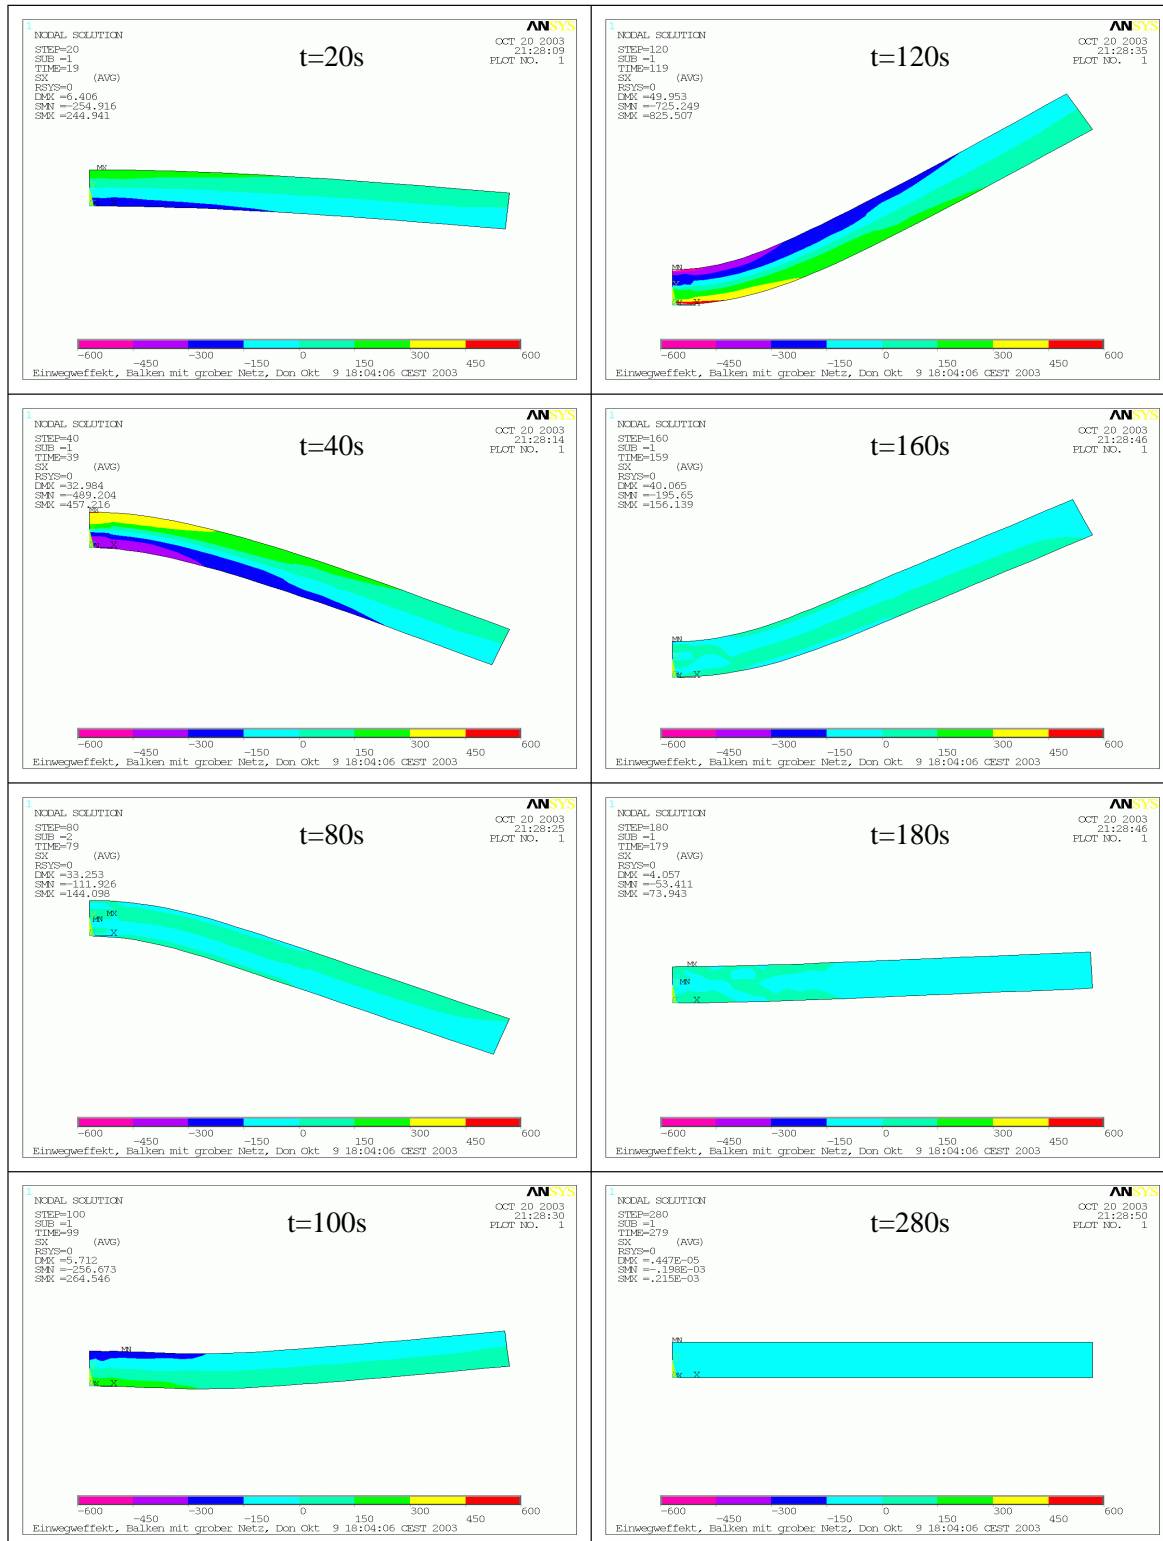 1
ANSYS
NODAL SOLUTION
OCT 20 2003
21:28:09
PLOT NO. 1
STEP=20
SUB =1
TIME=19
SX (AVG)
RSYS=0
DMX =6.406
SMN =-254.916
SMX =244.941
t=20s
MX
X
-600 -450 -300 -150 0 150 300 450 600
Einwegweffekt, Balken mit grober Netz, Don Okt 9 18:04:06 CEST 2003
1
ANSYS
NODAL SOLUTION
OCT 20 2003
21:28:35
PLOT NO. 1
STEP=120
SUB =1
TIME=119
SX (AVG)
RSYS=0
DMX =49.953
SMN =-725.249
SMX =825.507
t=120s
MN
X
-600 -450 -300 -150 0 150 300 450 600
Einwegweffekt, Balken mit grober Netz, Don Okt 9 18:04:06 CEST 2003
1
ANSYS
NODAL SOLUTION
OCT 20 2003
21:28:14
PLOT NO. 1
STEP=40
SUB =1
TIME=39
SX (AVG)
RSYS=0
DMX =32.984
SMN =-489.204
SMX =457.216
t=40s
MX
MN X
-600 -450 -300 -150 0 150 300 450 600
Einwegweffekt, Balken mit grober Netz, Don Okt 9 18:04:06 CEST 2003
1
ANSYS
NODAL SOLUTION
OCT 20 2003
21:28:46
PLOT NO. 1
STEP=160
SUB =1
TIME=159
SX (AVG)
RSYS=0
DMX =40.065
SMN =-195.65
SMX =156.139
t=160s
MN
X
-600 -450 -300 -150 0 150 300 450 600
Einwegweffekt, Balken mit grober Netz, Don Okt 9 18:04:06 CEST 2003
1
ANSYS
NODAL SOLUTION
OCT 20 2003
21:28:25
PLOT NO. 1
STEP=80
SUB =2
TIME=79
SX (AVG)
RSYS=0
DMX =33.253
SMN =-111.926
SMX =144.098
t=80s
MX
MN
X
-600 -450 -300 -150 0 150 300 450 600
Einwegweffekt, Balken mit grober Netz, Don Okt 9 18:04:06 CEST 2003
1
ANSYS
NODAL SOLUTION
OCT 20 2003
21:28:46
PLOT NO. 1
STEP=180
SUB =1
TIME=179
SX (AVG)
RSYS=0
DMX =4.057
SMN =-53.411
SMX =73.943
t=180s
MX
MN
X
-600 -450 -300 -150 0 150 300 450 600
Einwegweffekt, Balken mit grober Netz, Don Okt 9 18:04:06 CEST 2003
1
ANSYS
NODAL SOLUTION
OCT 20 2003
21:28:30
PLOT NO. 1
STEP=100
SUB =1
TIME=99
SX (AVG)
RSYS=0
DMX =5.712
SMN =-256.673
SMX =264.546
t=100s
MN
X
-600 -450 -300 -150 0 150 300 450 600
Einwegweffekt, Balken mit grober Netz, Don Okt 9 18:04:06 CEST 2003
1
ANSYS
NODAL SOLUTION
OCT 20 2003
21:28:50
PLOT NO. 1
STEP=280
SUB =1
TIME=279
SX (AVG)
RSYS=0
DMX =.447E-05
SMN =-.198E-03
SMX =.215E-03
t=280s
MN
X
-600 -450 -300 -150 0 150 300 450 600
Einwegweffekt, Balken mit grober Netz, Don Okt 9 18:04:06 CEST 2003